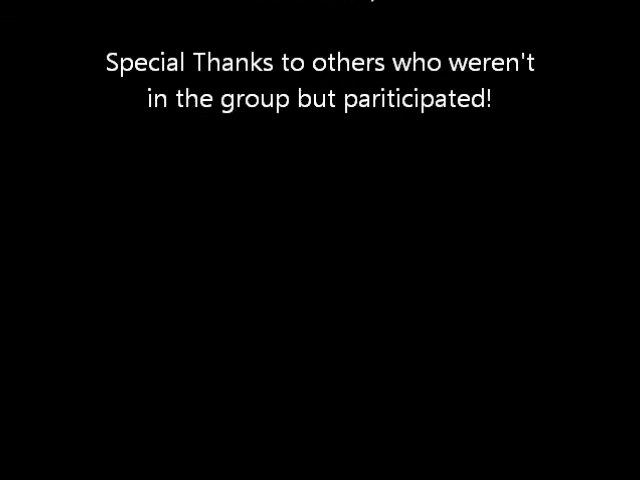 Special Thanks to others who weren't
in the group but pariticipated!